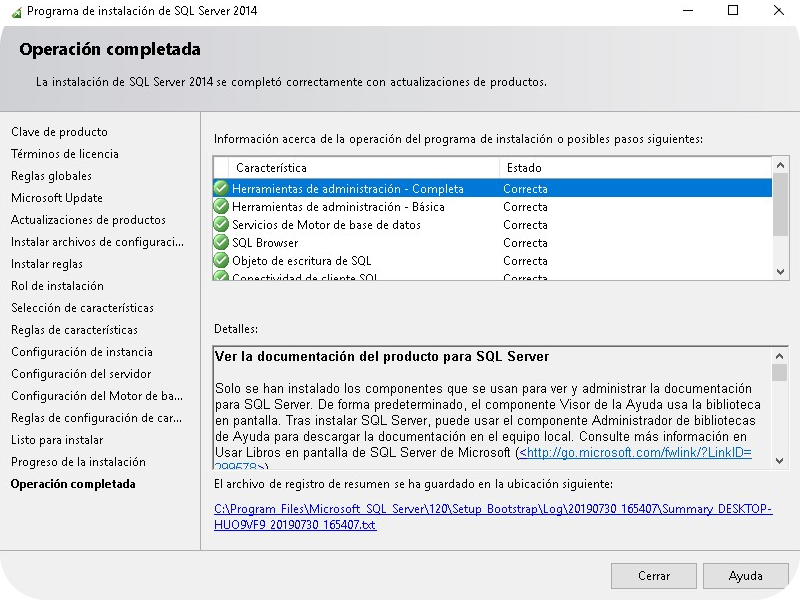 Programa de instalación de SQL Server 2014
Operación completada
La instalación de SQL Server 2014 se completó correctamente con actualizaciones de productos.
Clave de producto
Términos de licencia
Reglas globales
Microsoft Update
Actualizaciones de productos
Instalar archivos de configuraci...
Instalar reglas
Rol de instalación
Selección de características
Reglas de características
Configuración de instancia
Configuración del servidor
Configuración del Motor de ba...
Reglas de configuración de car...
Listo para instalar
Progreso de la instalación
Operación completada
Información acerca de la operación del programa de instalación o posibles pasos siguientes:
Característica Estado
Herramientas de administración - Completa Correcta
Herramientas de administración - Básica Correcta
Servicios de Motor de base de datos Correcta
SQL Browser Correcta
Objeto de escritura de SQL Correcta
Conectividad de cliente SQL Correcta
Detalles:
Ver la documentación del producto para SQL Server
Solo se han instalado los componentes que se usan para ver y administrar la documentación
para SQL Server. De forma predeterminado, el componente Visor de la Ayuda usa la biblioteca
en pantalla. Tras instalar SQL Server, puede usar el componente Administrador de bibliotecas
de Ayuda para descargar la documentación en el equipo local. Consulte más información en
Usar Libros en pantalla de SQL Server de Microsoft (<http://go.microsoft.com/fwlink/?LinkID=
299578>)
El archivo de registro de resumen se ha guardado en la ubicación siguiente:
C:\Program Files\Microsoft SQL Server\120\Setup Bootstrap\Log\20190730_165407\Summary_DESKTOP-
HUO9VF9_20190730_165407.txt
Cerrar Ayuda